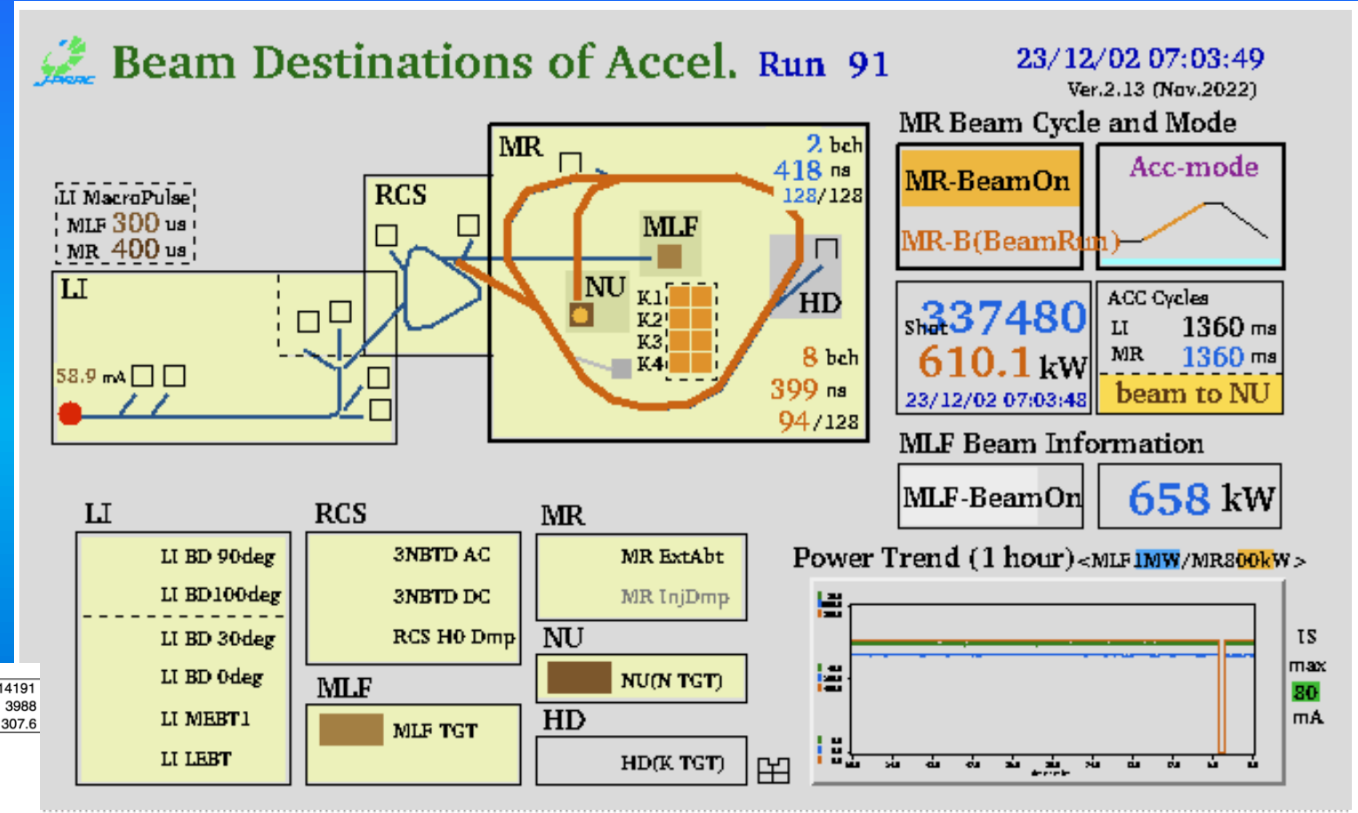 J-PARC
Beam Destinations of Accel. Run 91
23/12/02 07:03:49
Ver.2.13 (Nov.2022)
LI MacroPulse
MLF 300 us
MR 400 us
LI
58.9 mA
RCS
MR
2 bch
418 ns
128/128
MLF
NU
HD
K1
K2
K3
K4
8 bch
399 ns
94/128
MR Beam Cycle and Mode
MR-BeamOn
MR-B(BeamRun)
Acc-mode
Shot 337480
610.1 kW
23/12/02 07:03:48
ACC Cycles
LI 1360 ms
MR 1360 ms
beam to NU
MLF Beam Information
MLF-BeamOn
658 kW
LI
LI BD 90deg
LI BD100deg
LI BD 30deg
LI BD 0deg
LI MEBT1
LI LEBT
RCS
3NBTD AC
3NBTD DC
RCS H0 Dmp
MLF
MLF TGT
MR
MR ExtAbt
MR InjDmp
NU
NU(N TGT)
HD
HD(K TGT)
Power Trend (1 hour)<MLF 1MW/MR800kW>
IS
max
80
mA
14191
3988
307.6